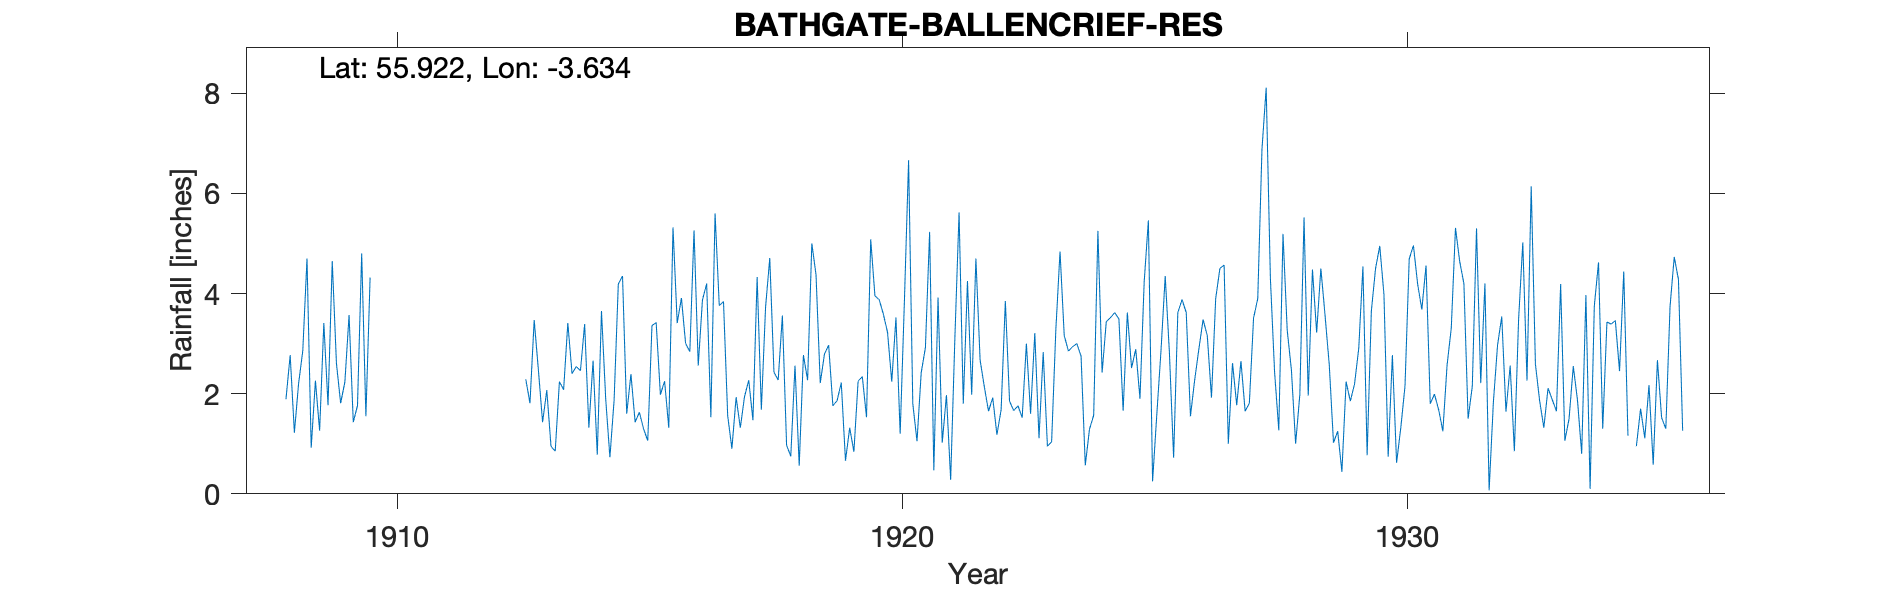 BATHGATE-BALLENCRIEF-RES
Lat: 55.922, Lon: -3.634
Rainfall [inches]
8
6
4
2
0
1910 1920 1930
Year